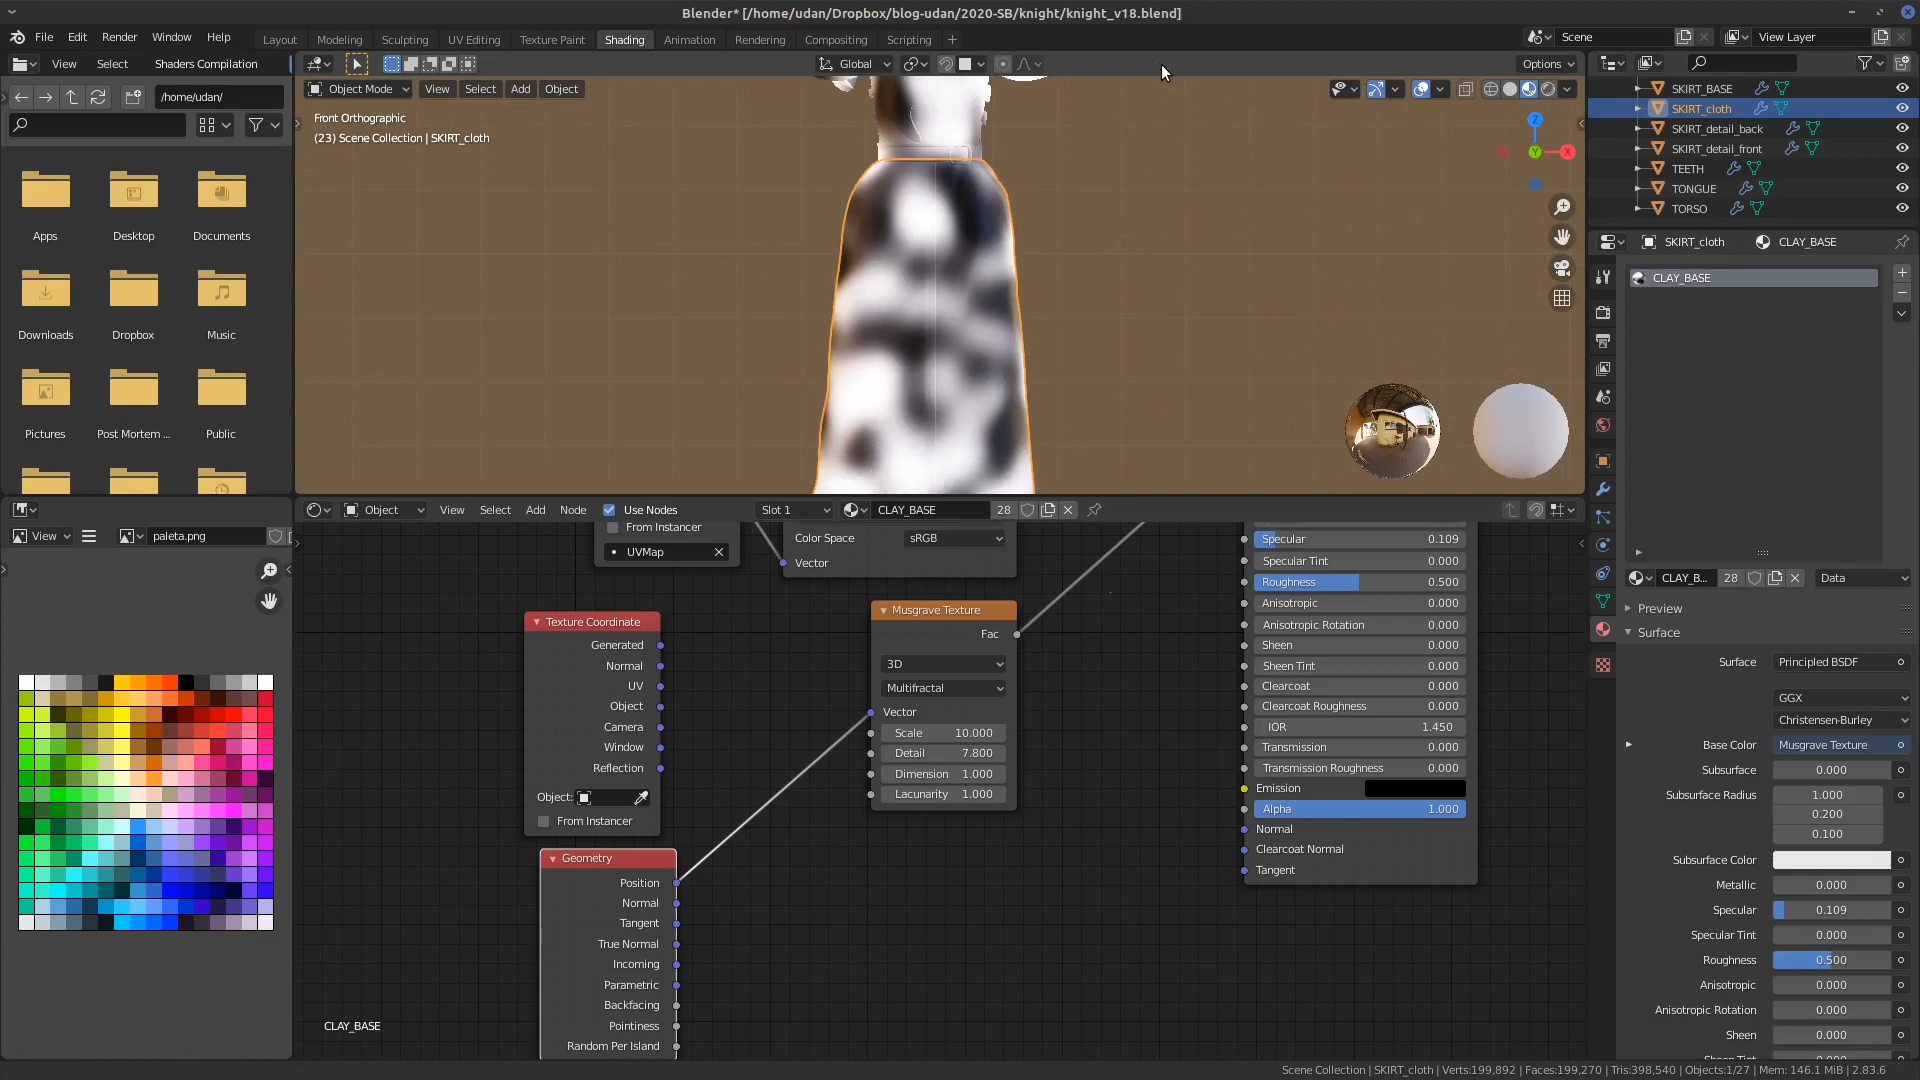 Blender* [/home/udan/Dropbox/blog-udan/2020-SB/knight/knight_v18.blend]
File Edit Render Window Help
Layout Modeling Sculpting UV Editing Texture Paint Shading Animation Rendering Compositing Scripting +
Scene
View Layer
View Select Shaders Compilation
Global
Options
/home/udan/
Object Mode View Select Add Object
Front Orthographic
(23) Scene Collection | SKIRT_cloth
Z
Y
X
Apps Desktop Documents
Downloads Dropbox Music
Pictures Post Mortem ... Public
SKIRT_BASE
SKIRT_cloth
SKIRT_detail_back
SKIRT_detail_front
TEETH
TONGUE
TORSO
SKIRT_cloth CLAY_BASE
CLAY_BASE
CLAY_B... 28 Data
Preview
Surface
Surface Principled BSDF
GGX
Christensen-Burley
Base Color Musgrave Texture
Subsurface 0.000
Subsurface Radius 1.000
0.200
0.100
Subsurface Color
Metallic 0.000
Specular 0.109
Specular Tint 0.000
Roughness 0.500
Anisotropic 0.000
Anisotropic Rotation 0.000
Sheen 0.000
Sheen Tint 0.000
View paleta.png
Object View Select Add Node Use Nodes Slot 1 CLAY_BASE 28
From Instancer
UVMap
Color Space sRGB
Vector
Texture Coordinate
Generated
Normal
UV
Object
Camera
Window
Reflection
Object:
From Instancer
Geometry
Position
Normal
Tangent
True Normal
Incoming
Parametric
Backfacing
Pointiness
Random Per Island
Musgrave Texture
Fac
3D
Multifractal
Vector
Scale 10.000
Detail 7.800
Dimension 1.000
Lacunarity 1.000
Specular 0.109
Specular Tint 0.000
Roughness 0.500
Anisotropic 0.000
Anisotropic Rotation 0.000
Sheen 0.000
Sheen Tint 0.000
Clearcoat 0.000
Clearcoat Roughness 0.000
IOR 1.450
Transmission 0.000
Transmission Roughness 0.000
Emission
Alpha 1.000
Normal
Clearcoat Normal
Tangent
CLAY_BASE
Scene Collection | SKIRT_cloth | Verts:199,892 | Faces:199,270 | Tris:398,540 | Objects:1/27 | Mem: 146.1 MiB | 2.83.6